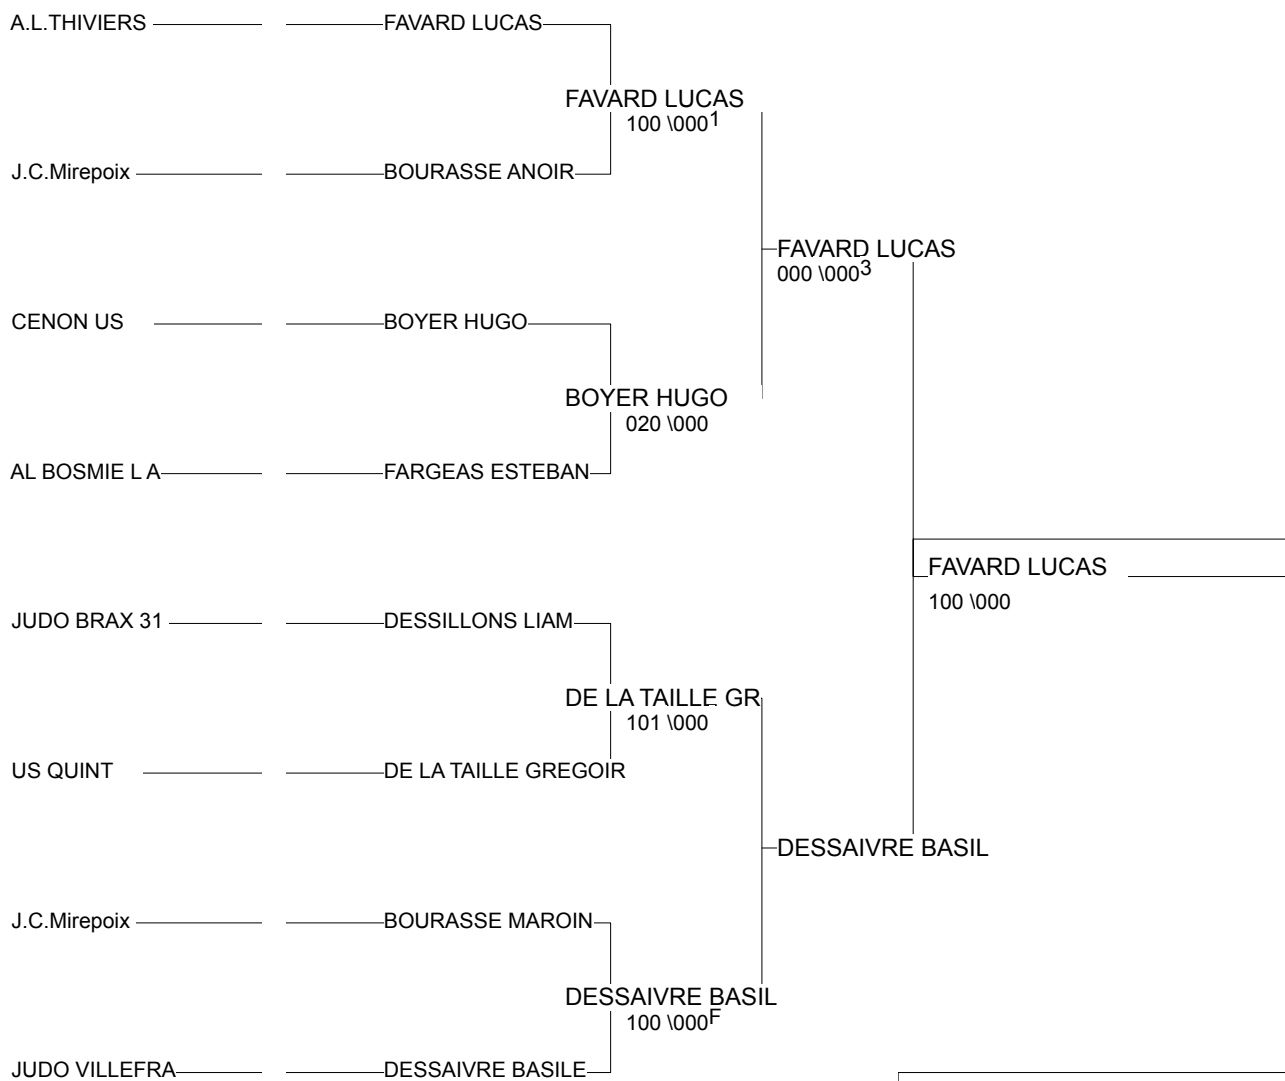 A.L.THIVIERS FAVARD LUCAS
FAVARD LUCAS
100 \000 1
J.C.Mirepoix BOURASSE ANOIR
FAVARD LUCAS
000 \000 3
CENON US BOYER HUGO
BOYER HUGO
020 \000
AL BOSMIE L A FARGEAS ESTEBAN
FAVARD LUCAS
100 \000
JUDO BRAX 31 DESSILLONS LIAM
DE LA TAILLE GR
101 \000
US QUINT DE LA TAILLE GREGOIR
DESSAIVRE BASIL
J.C.Mirepoix BOURASSE MAROIN
DESSAIVRE BASIL
100 \000 F
JUDO VILLEFRA DESSAIVRE BASILE